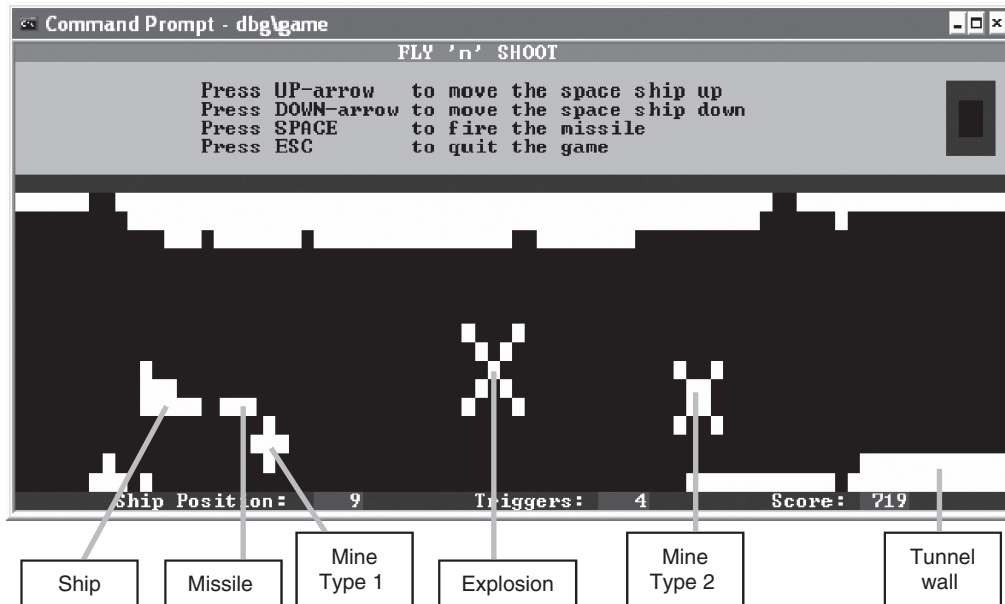 Command Prompt - dbg\game
FLY 'n' SHOOT
Press UP-arrow to move the space ship up
Press DOWN-arrow to move the space ship down
Press SPACE to fire the missile
Press ESC to quit the game
Ship Position: 9 Triggers: 4 Score: 719
Ship
Missile
Mine
Type 1
Explosion
Mine
Type 2
Tunnel
wall